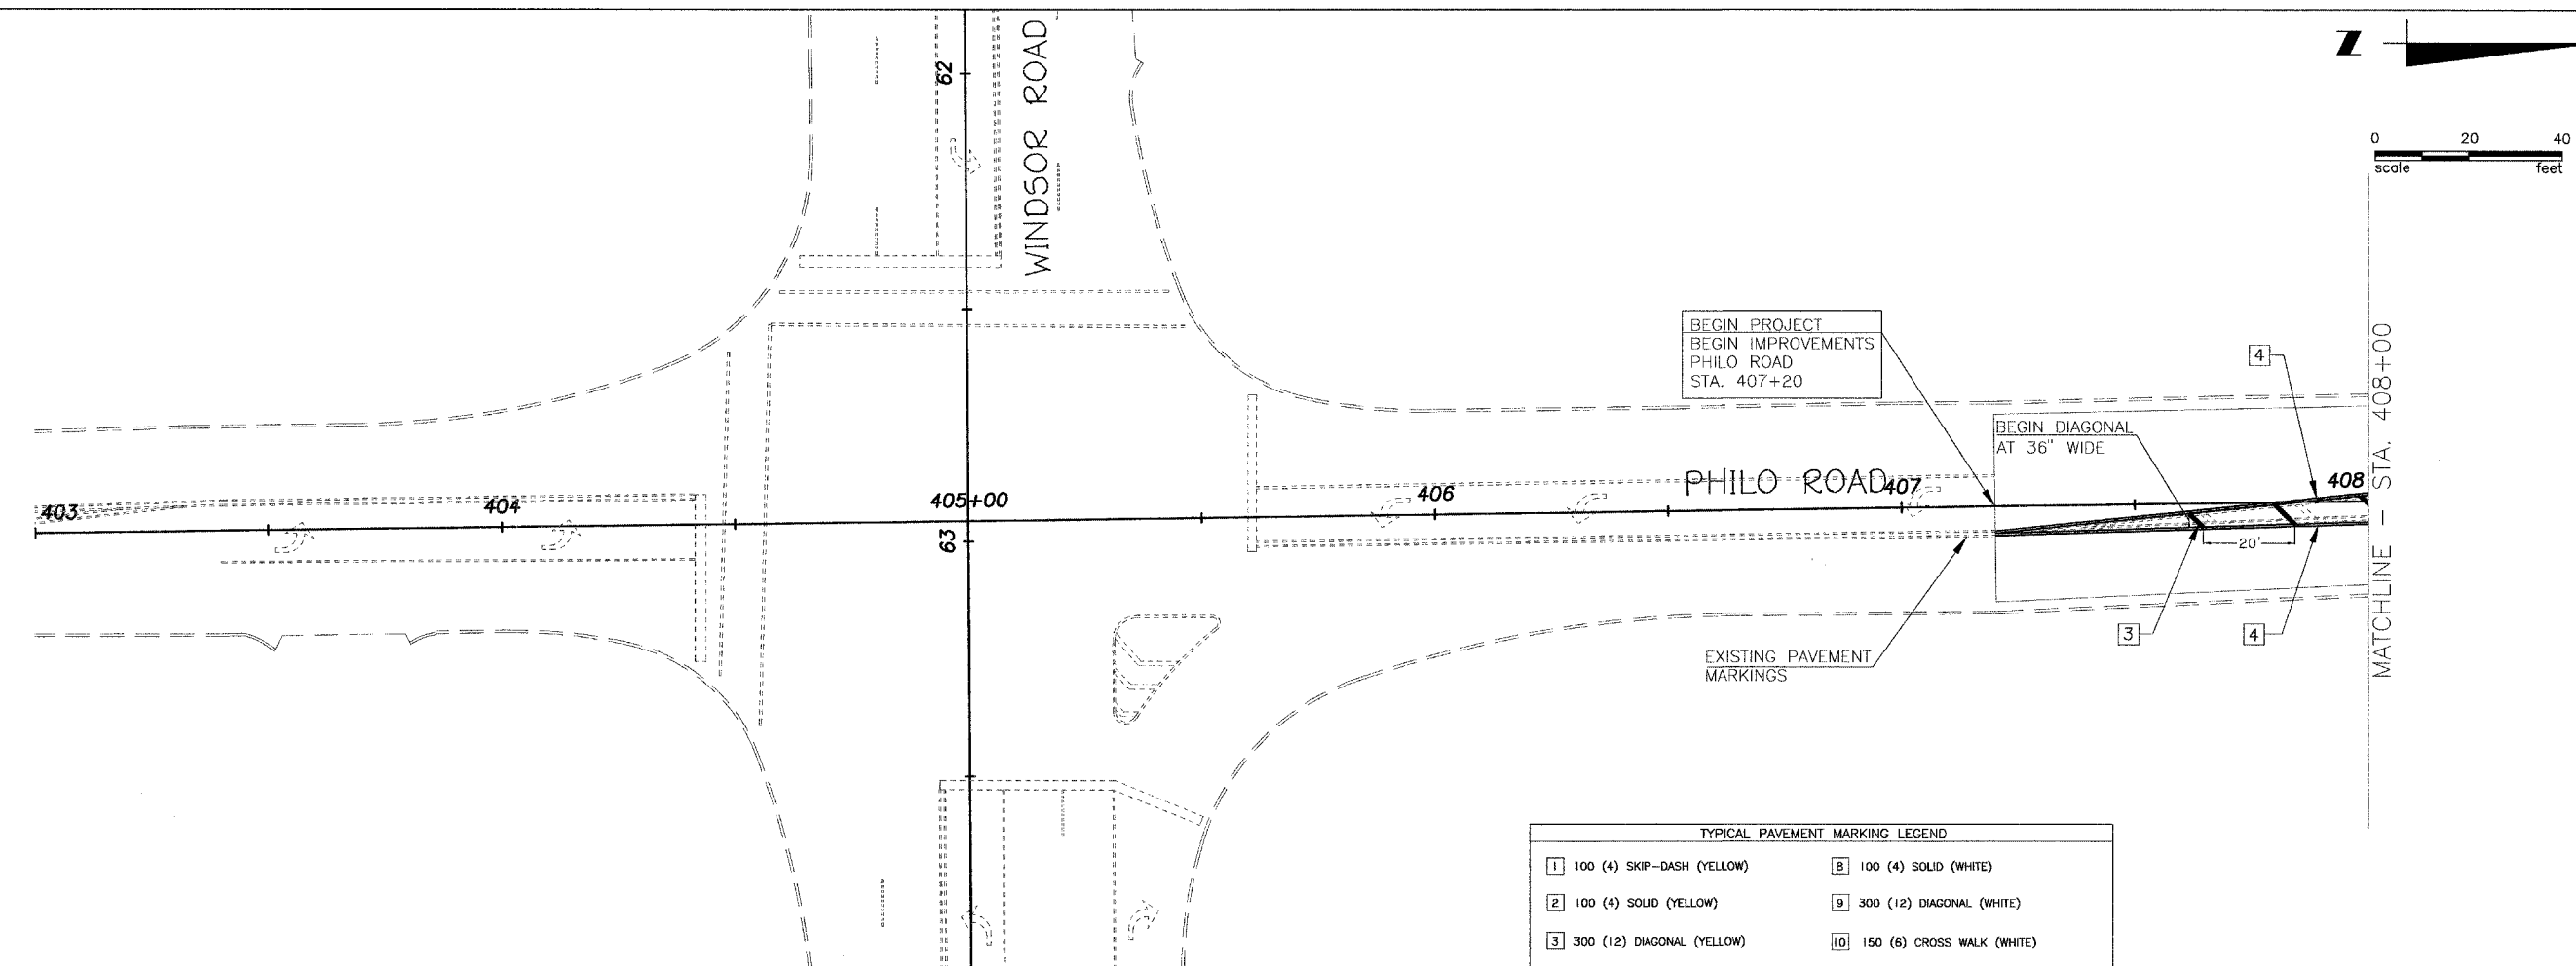 Z
0 20 40
scale feet
WINDSOR ROAD
62
BEGIN PROJECT
BEGIN IMPROVEMENTS
PHILO ROAD
STA. 407+20
4
MATCHLINE - STA. 408+00
BEGIN DIAGONAL
AT 36" WIDE
PHILO ROAD
403
404
405+00
406
407
408
63
20'
3
4
EXISTING PAVEMENT
MARKINGS
TYPICAL PAVEMENT MARKING LEGEND
1 100 (4) SKIP-DASH (YELLOW)
8 100 (4) SOLID (WHITE)
2 100 (4) SOLID (YELLOW)
9 300 (12) DIAGONAL (WHITE)
3 300 (12) DIAGONAL (YELLOW)
10 150 (6) CROSS WALK (WHITE)